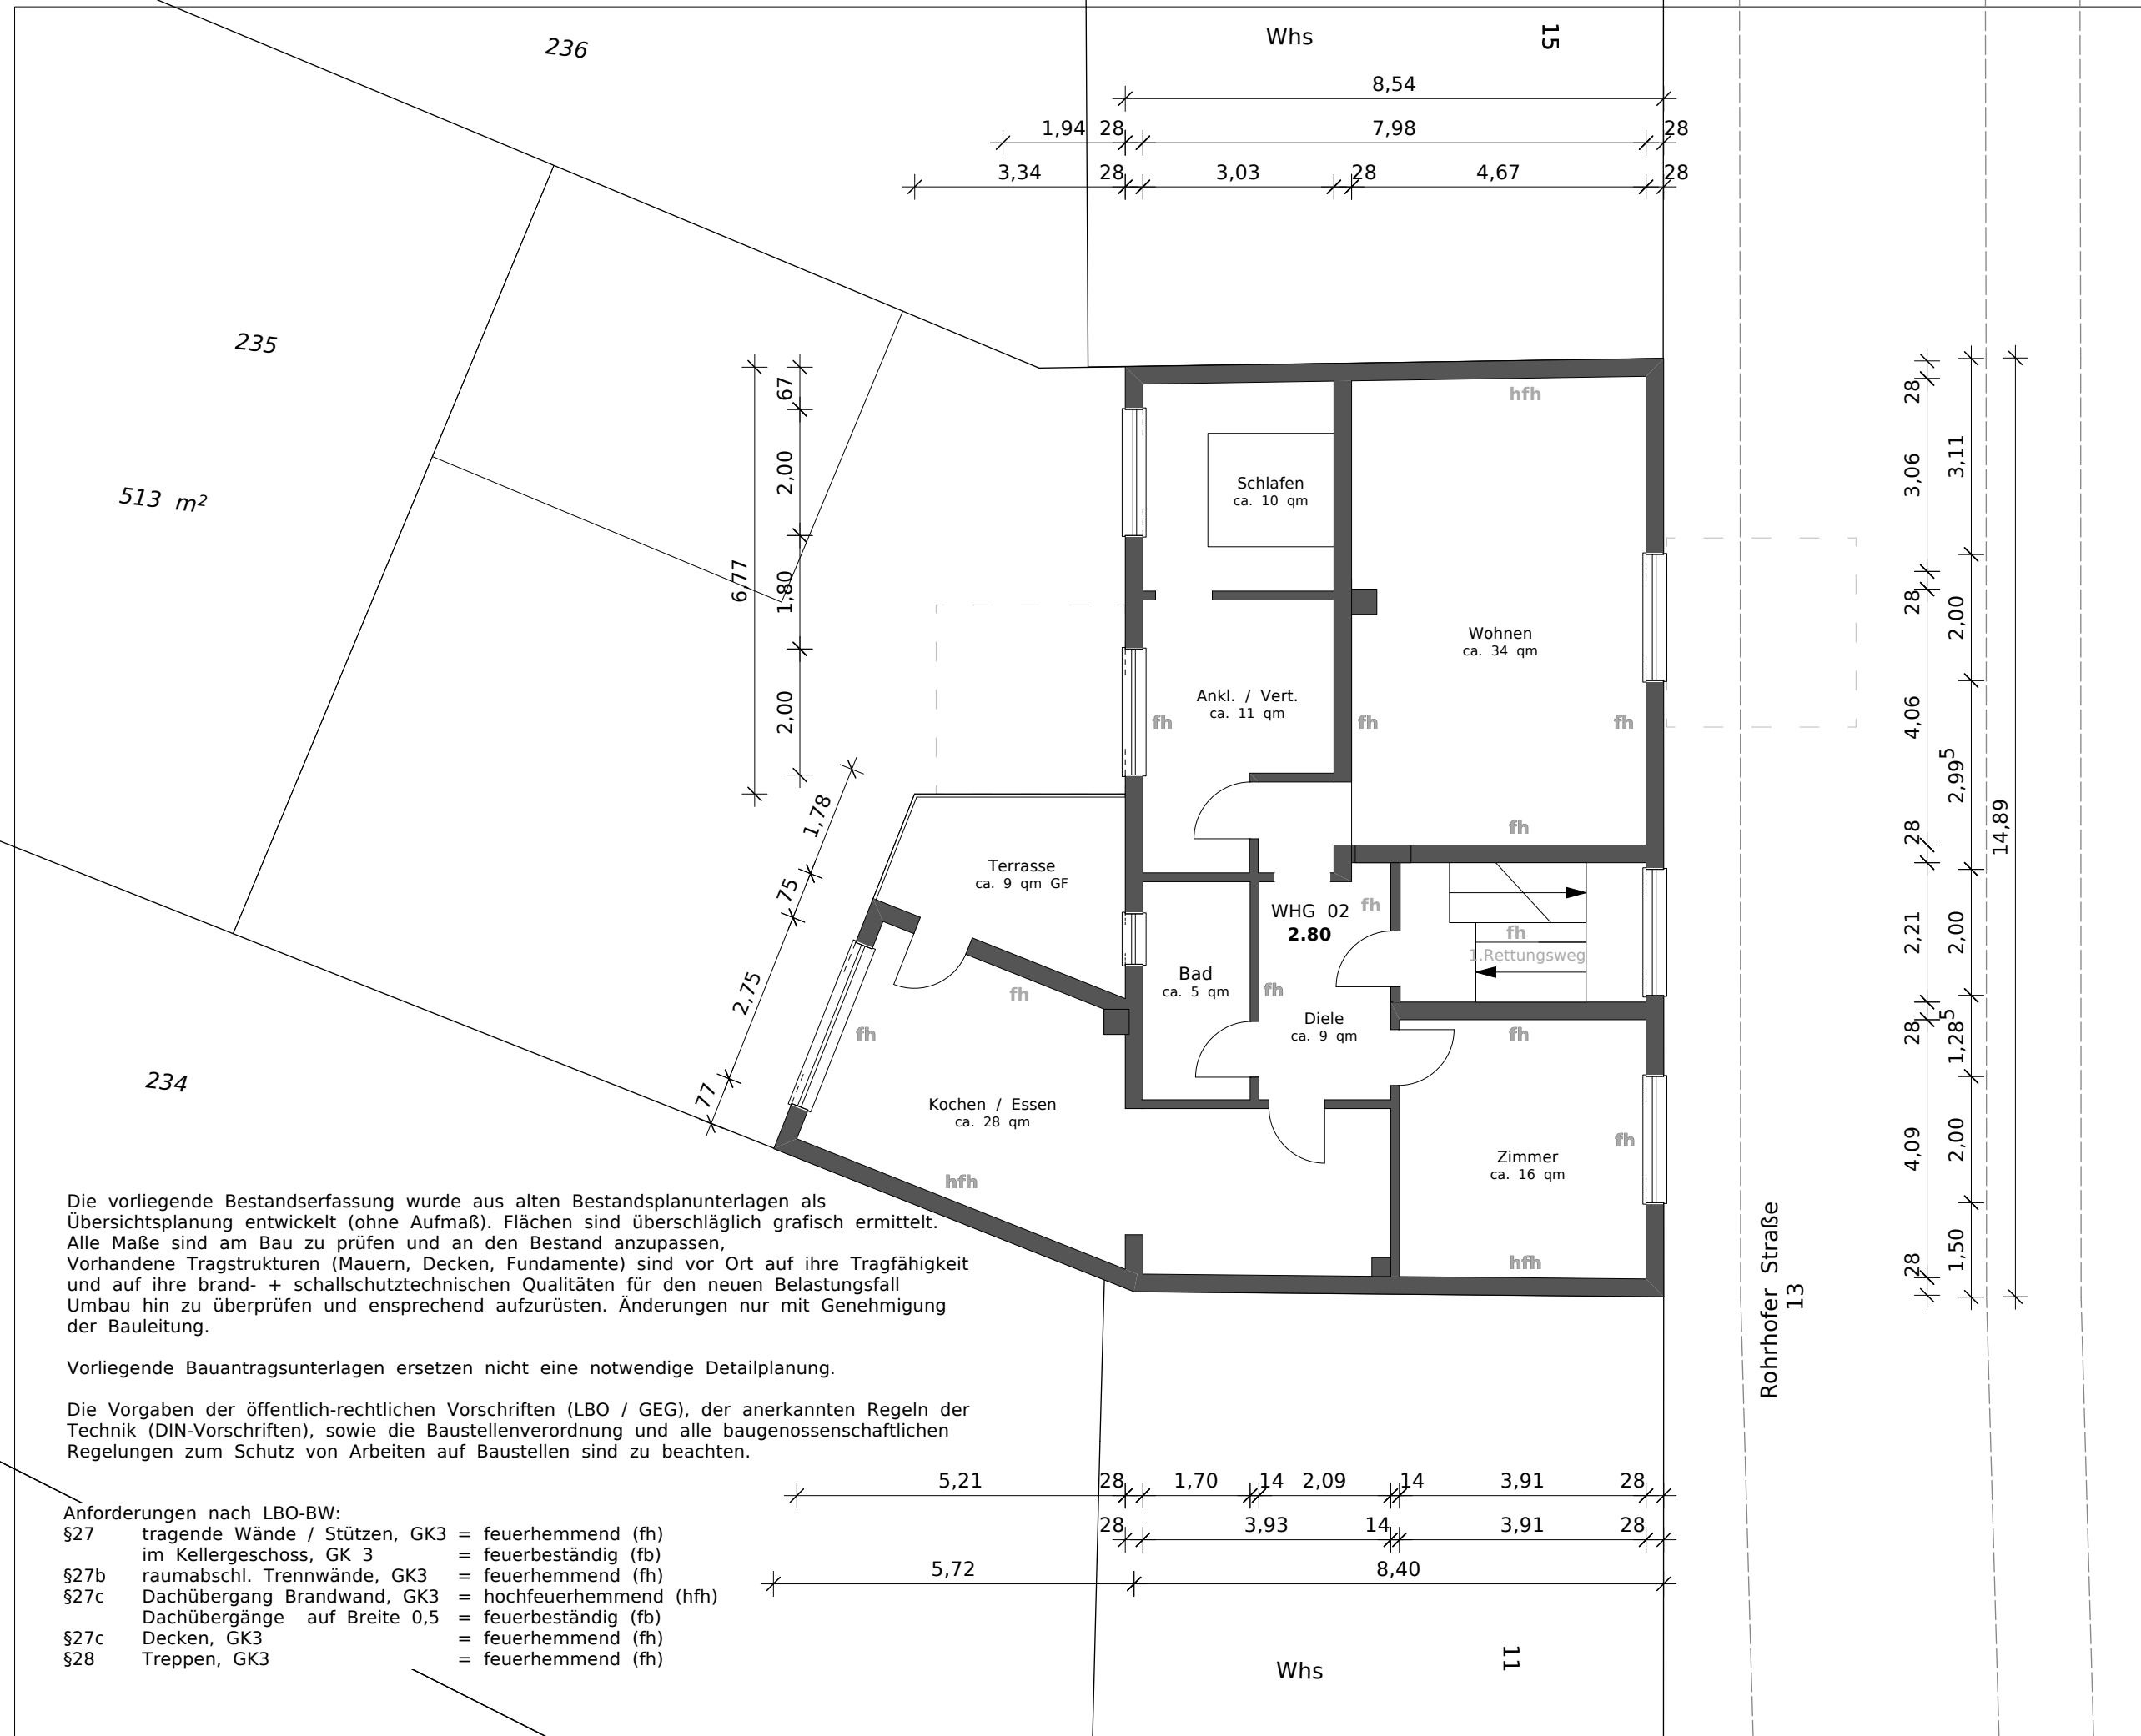 236
Whs
15
8,54
1,94 28 7,98 28
3,34 28 3,03 28 4,67 28
235
513 m²
234
67
2,00
1,80
2,00
6,77
1,78
75
2,75
77
hfh
Schlafen
ca. 10 qm
Wohnen
ca. 34 qm
Ankl. / Vert.
ca. 11 qm
fh
fh
fh
fh
Terrasse
ca. 9 qm GF
WHG 02
2.80
fh
fh
1.Rettungsweg
Bad
ca. 5 qm
fh
fh
fh
Diele
ca. 9 qm
fh
Kochen / Essen
ca. 28 qm
hfh
Zimmer
ca. 16 qm
fh
hfh
28
3,06
28
4,06
28
2,21
28
4,09
28
3,11
2,00
2,99⁵
2,00
1,28⁵
2,00
1,50
14,89
Rohrhofer Straße
13
Die vorliegende Bestandserfassung wurde aus alten Bestandsplanunterlagen als
Übersichtsplanung entwickelt (ohne Aufmaß). Flächen sind überschläglich grafisch ermittelt.
Alle Maße sind am Bau zu prüfen und an den Bestand anzupassen,
Vorhandene Tragstrukturen (Mauern, Decken, Fundamente) sind vor Ort auf ihre Tragfähigkeit
und auf ihre brand- + schallschutztechnischen Qualitäten für den neuen Belastungsfall
Umbau hin zu überprüfen und ensprechend aufzurüsten. Änderungen nur mit Genehmigung
der Bauleitung.
Vorliegende Bauantragsunterlagen ersetzen nicht eine notwendige Detailplanung.
Die Vorgaben der öffentlich-rechtlichen Vorschriften (LBO / GEG), der anerkannten Regeln der
Technik (DIN-Vorschriften), sowie die Baustellenverordnung und alle baugenossenschaftlichen
Regelungen zum Schutz von Arbeiten auf Baustellen sind zu beachten.
Anforderungen nach LBO-BW:
§27 tragende Wände / Stützen, GK3 = feuerhemmend (fh)
im Kellergeschoss, GK 3 = feuerbeständig (fb)
§27b raumabschl. Trennwände, GK3 = feuerhemmend (fh)
§27c Dachübergang Brandwand, GK3 = hochfeuerhemmend (hfh)
Dachübergänge auf Breite 0,5 = feuerbeständig (fb)
§27c Decken, GK3 = feuerhemmend (fh)
§28 Treppen, GK3 = feuerhemmend (fh)
5,21 28 1,70 14 2,09 14 3,91 28
28 3,93 14 3,91 28
5,72 8,40
Whs
11